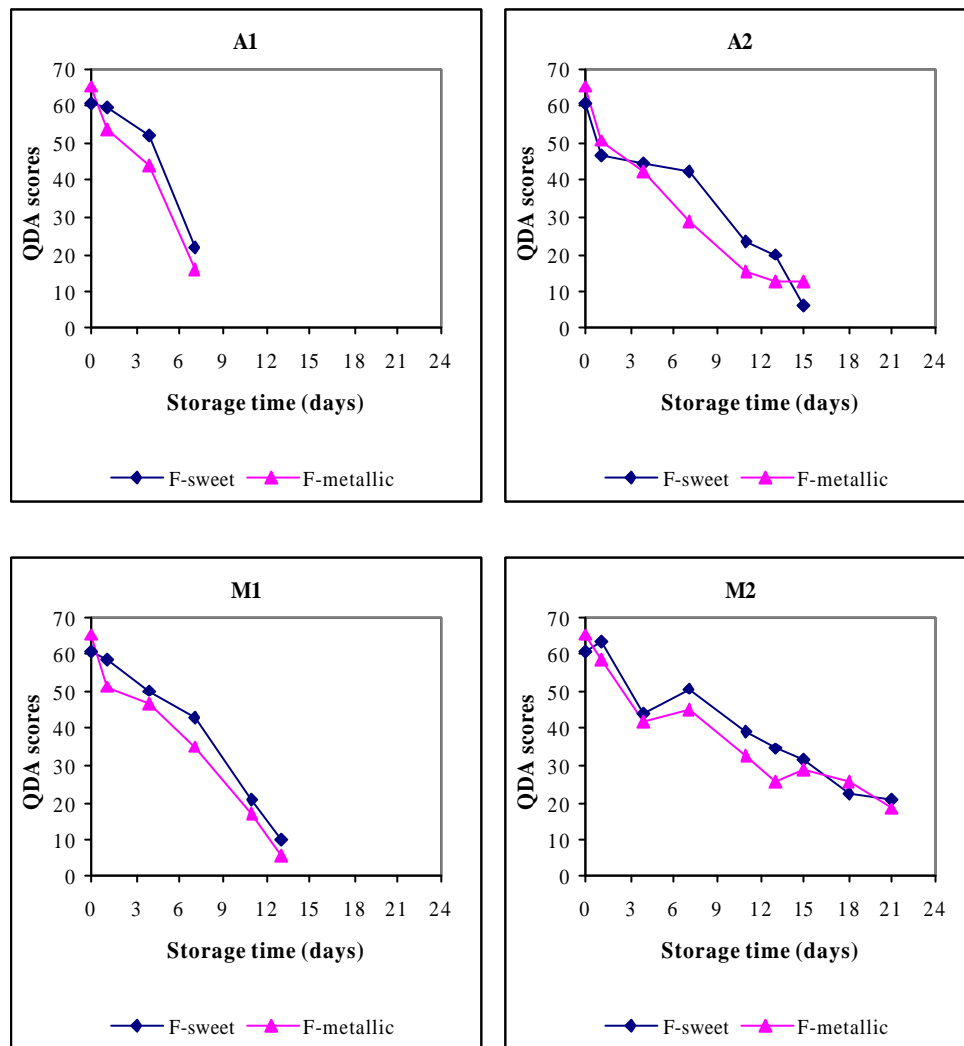 A1
70
60
50
40
30
20
10
0
QDA scores
0 3 6 9 12 15 18 21 24
Storage time (days)
F-sweet F-metallic
A2
70
60
50
40
30
20
10
0
QDA scores
0 3 6 9 12 15 18 21 24
Storage time (days)
F-sweet F-metallic
M1
70
60
50
40
30
20
10
0
QDA scores
0 3 6 9 12 15 18 21 24
Storage time (days)
F-sweet F-metallic
M2
70
60
50
40
30
20
10
0
QDA scores
0 3 6 9 12 15 18 21 24
Storage time (days)
F-sweet F-metallic